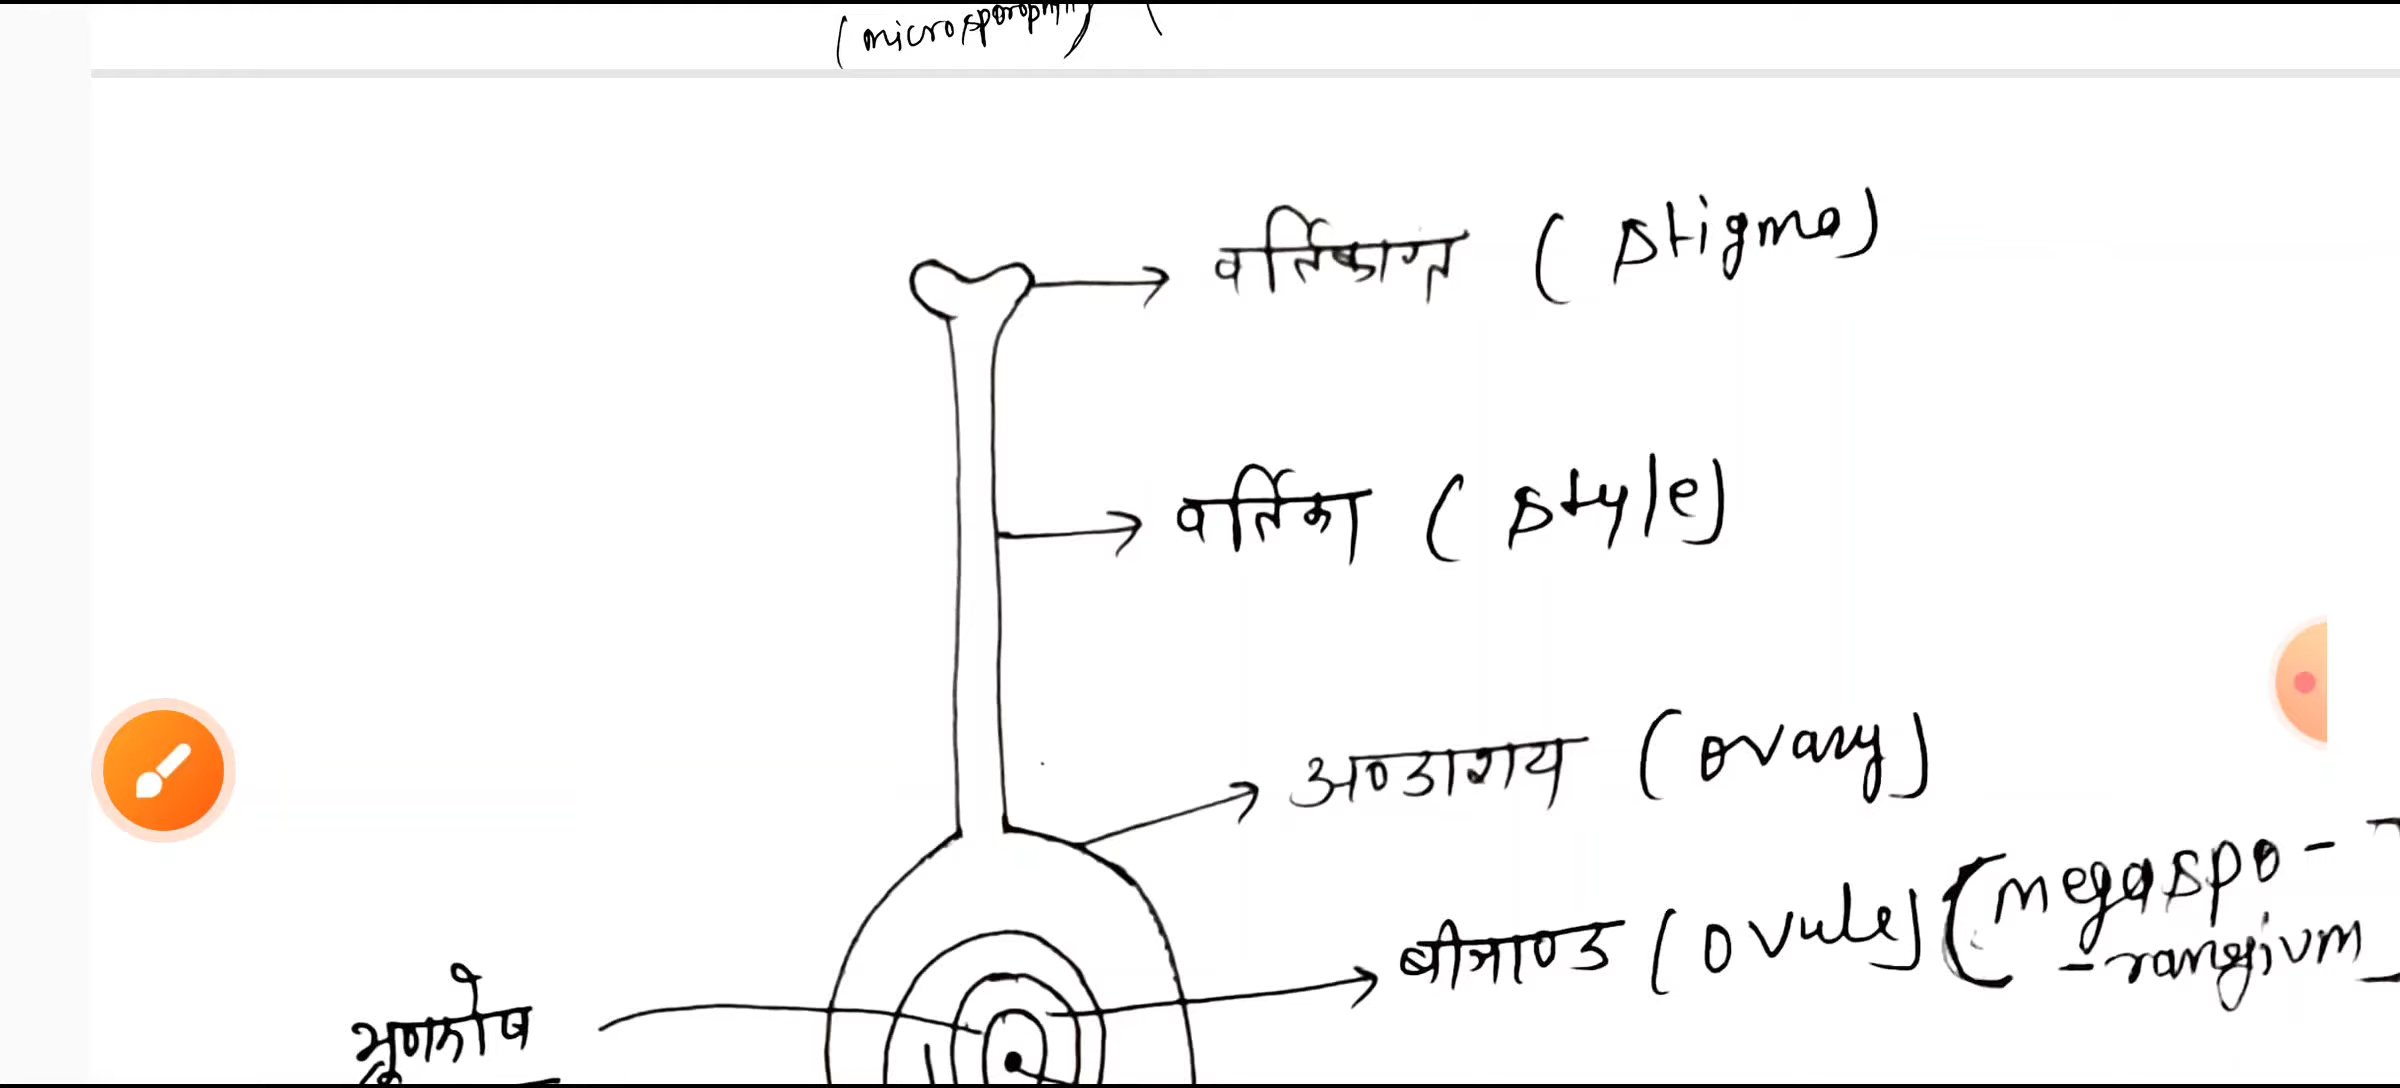 (microsporophyll)
वर्तिकाग्र (stigma)
वर्तिका (style)
अण्डाशय (ovary)
बीजाण्ड (ovule) [megaspo-
-rangium]
भ्रूणकोष